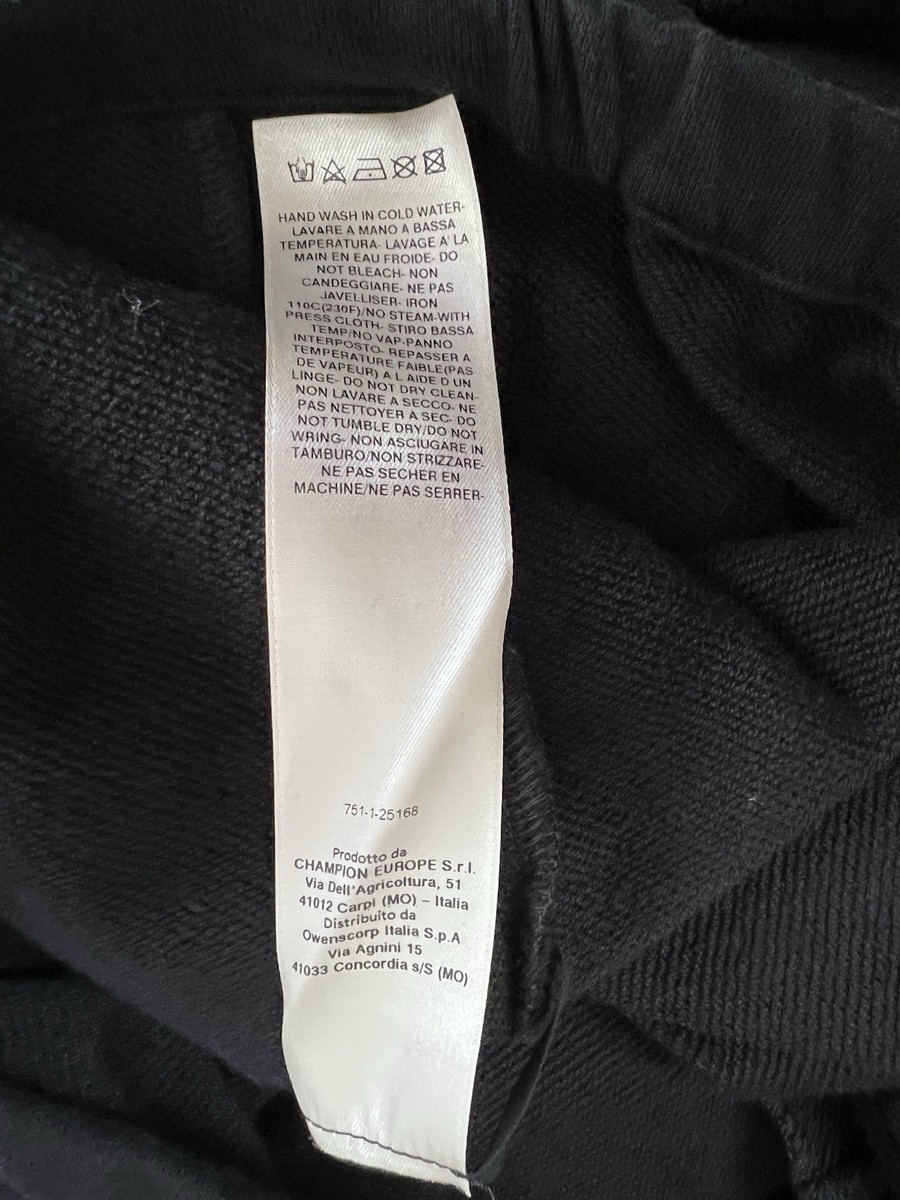 HAND WASH IN COLD WATER-
LAVARE A MANO A BASSA
TEMPERATURA- LAVAGE A' LA
MAIN EN EAU FROIDE- DO
NOT BLEACH- NON
CANDEGGIARE- NE PAS
JAVELLISER- IRON
110C(230F)/NO STEAM-WITH
PRESS CLOTH- STIRO BASSA
TEMP/NO VAP-PANNO
INTERPOSTO- REPASSER A
TEMPERATURE FAIBLE(PAS
DE VAPEUR) A L AIDE D UN
LINGE- DO NOT DRY CLEAN-
NON LAVARE A SECCO- NE
PAS NETTOYER A SEC- DO
NOT TUMBLE DRY/DO NOT
WRING- NON ASCIUGARE IN
TAMBURO/NON STRIZZARE-
NE PAS SECHER EN
MACHINE/NE PAS SERRER-
751-1-25168
Prodotto da
CHAMPION EUROPE S.r.l.
Via Dell'Agricoltura, 51
41012 Carpi (MO) – Italia
Distribuito da
Owenscorp Italia S.p.A
Via Agnini 15
41033 Concordia s/S (MO)